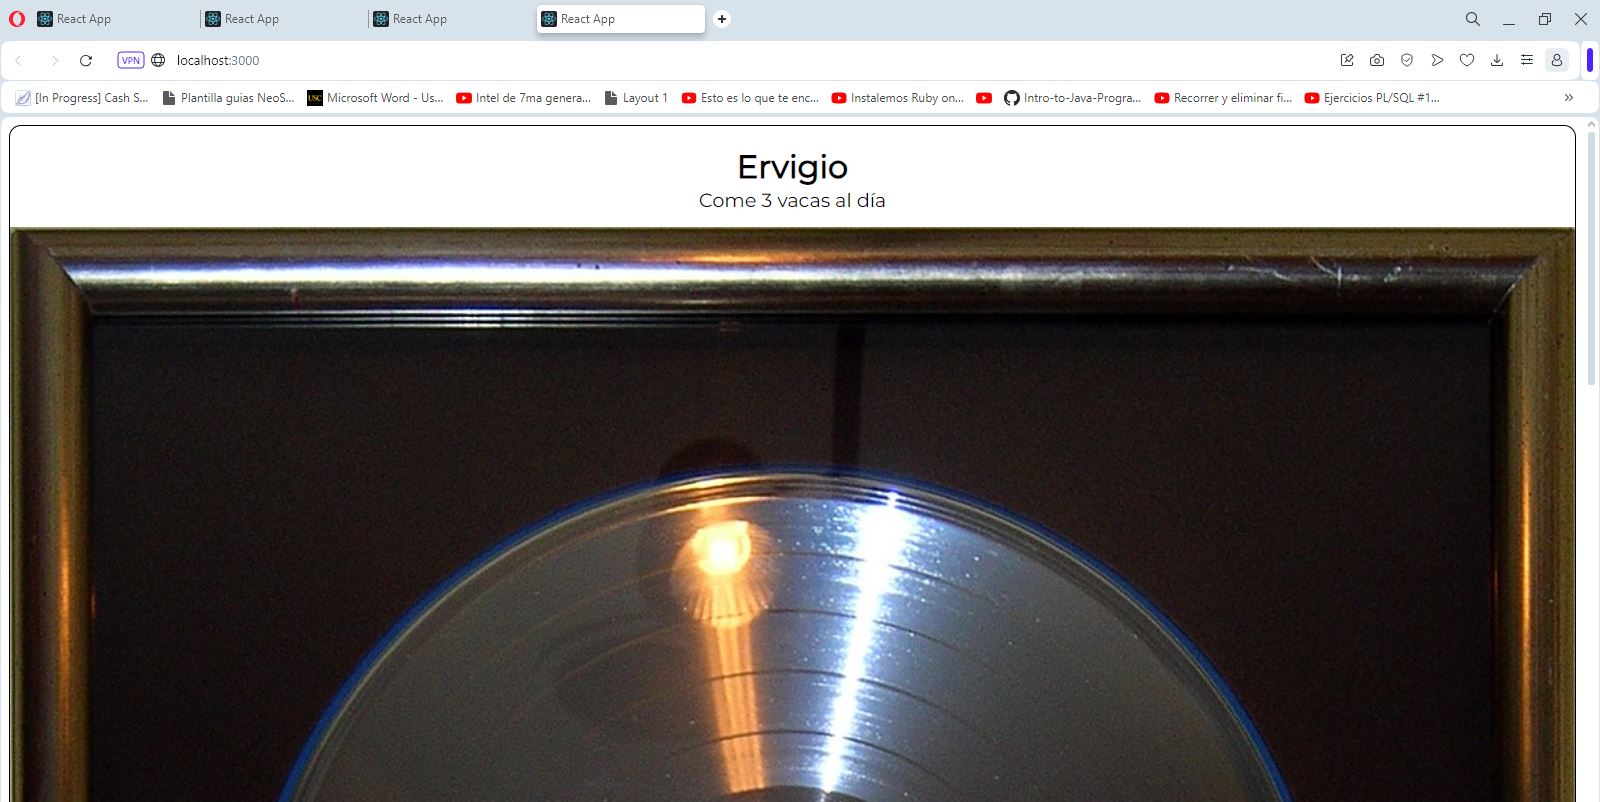 React App
React App
React App
React App
VPN
localhost:3000
[In Progress] Cash S...
Plantilla guias NeoS...
USC
Microsoft Word - Us...
Intel de 7ma genera...
Layout 1
Esto es lo que te enc...
Instalemos Ruby on...
Intro-to-Java-Progra...
Recorrer y eliminar fi...
Ejercicios PL/SQL #1...
Ervigio
Come 3 vacas al día